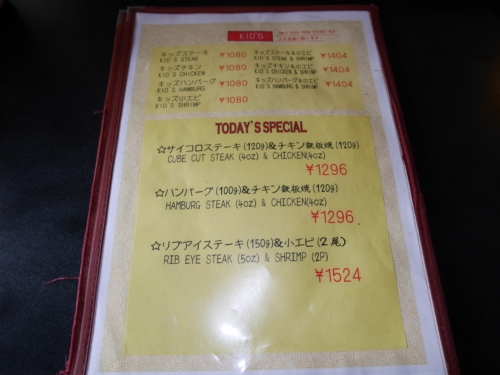 KID'S
キッズステーキ ¥1080
KID'S STEAK
キッズチキン ¥1080
KID'S CHICKEN
キッズハンバーグ ¥1080
KID'S HAMBURG
キッズ小エビ ¥1080
KID'S SHRIMP
キッズステーキ&小エビ ¥1404
KID'S STEAK & SHRIMP
キッズチキン&小エビ ¥1404
KID'S CHICKEN & SHRIMP
キッズハンバーグ&小エビ ¥1404
KID'S HAMBURG & SHRIMP
TODAY`S SPECIAL
☆サイコロステーキ(120g)&チキン鉄板焼(120g)
CUBE CUT STEAK (4oz) & CHICKEN(4oz)
¥1296
☆ハンバーグ(100g)&チキン鉄板焼(120g)
HAMBURG STEAK (4oz) & CHICKEN(4oz)
¥1296
☆リブアイステーキ(150g)&小エビ(2尾)
RIB EYE STEAK (5oz) & SHRIMP (2P)
¥1524